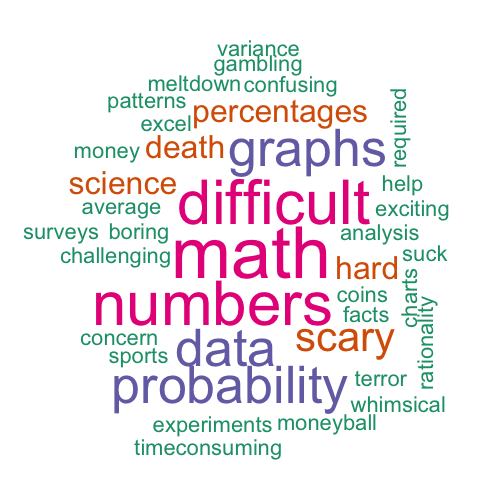 variance
gambling
meltdown confusing
patterns percentages
required
excel
death graphs
money
science difficult help
average exciting
surveys boring math analysis
challenging hard suck
numbers coins charts
facts rationality
concern data scary
sports
probability terror
whimsical
experiments moneyball
timeconsuming